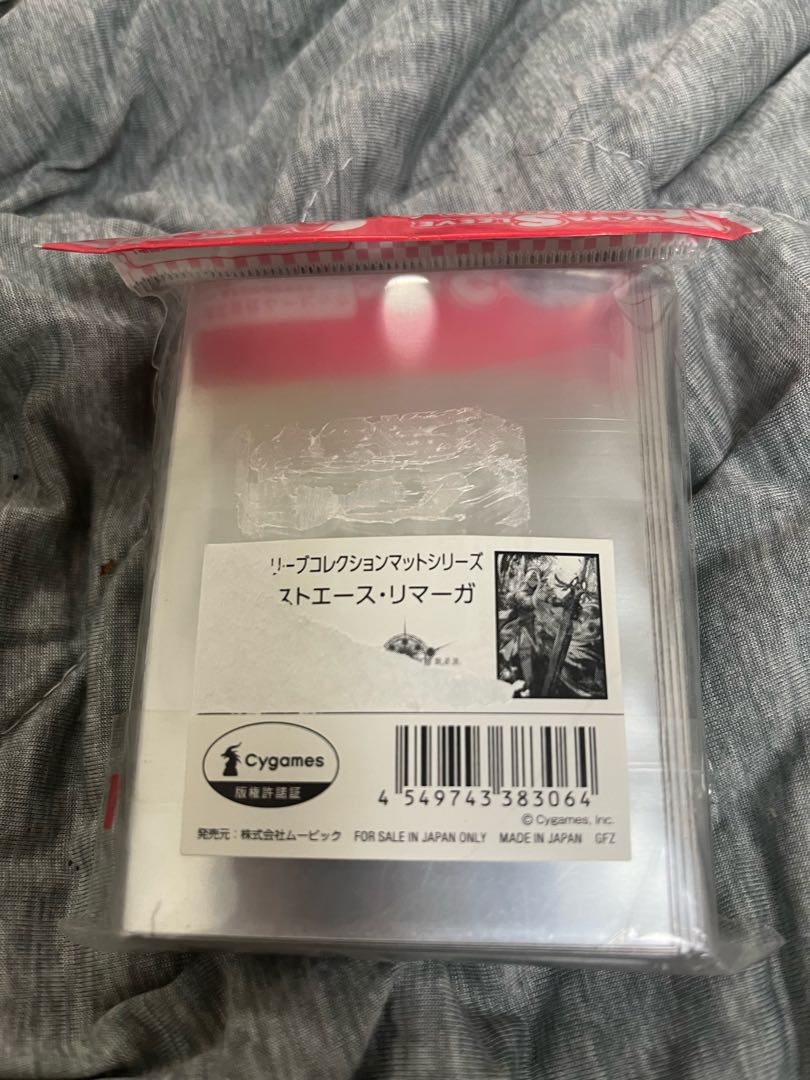 CHARA SLEEVE
リーブコレクションマットシリーズ
ストエース・リマーガ
Cygames
版権許諾証
4 549743 383064
© Cygames, Inc.
発売元：株式会社ムービック FOR SALE IN JAPAN ONLY MADE IN JAPAN GFZ